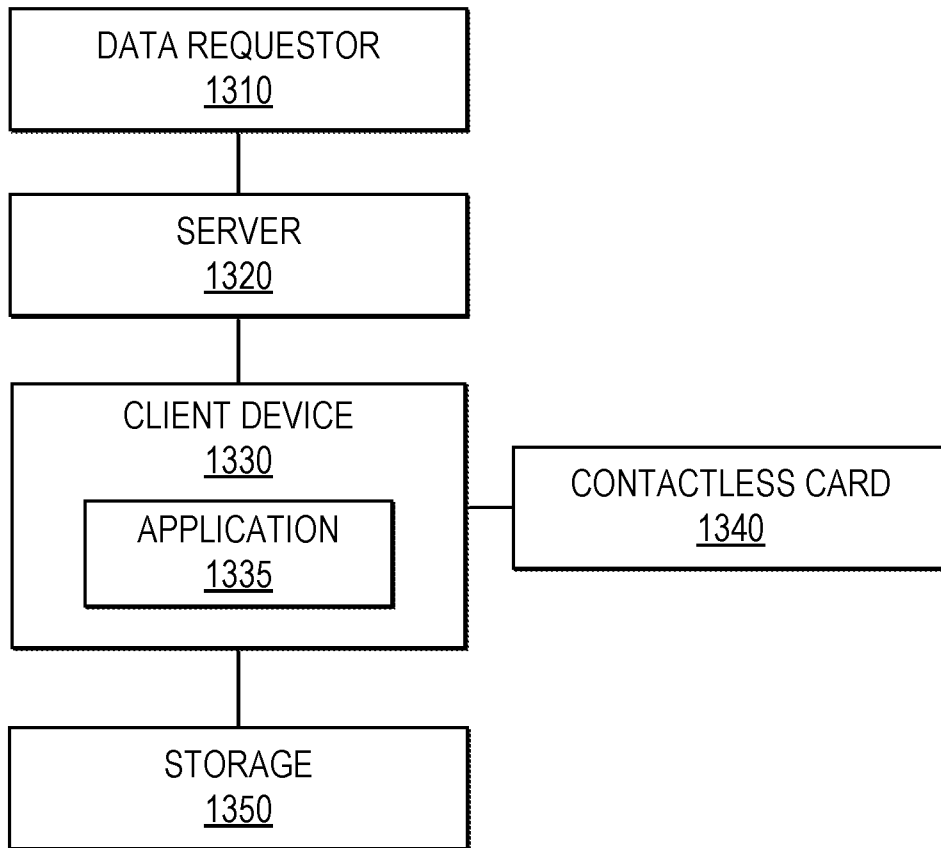 DATA REQUESTOR
1310
SERVER
1320
CLIENT DEVICE
1330
APPLICATION
1335
CONTACTLESS CARD
1340
STORAGE
1350